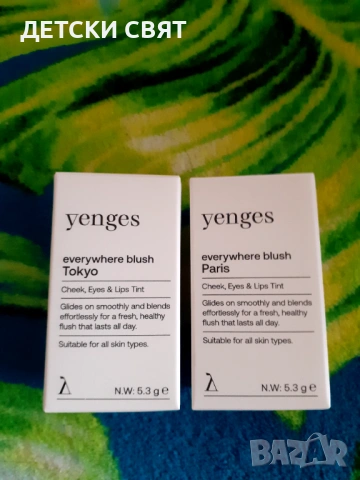 ДЕТСКИ СВЯТ
yenges
everywhere blush
Tokyo
Cheek, Eyes & Lips Tint
Glides on smoothly and blends
effortlessly for a fresh, healthy
flush that lasts all day.
Suitable for all skin types.
N.W: 5.3 g e
yenges
everywhere blush
Paris
Cheek, Eyes & Lips Tint
Glides on smoothly and blends
effortlessly for a fresh, healthy
flush that lasts all day.
Suitable for all skin types.
N.W: 5.3 g e
BAZAR